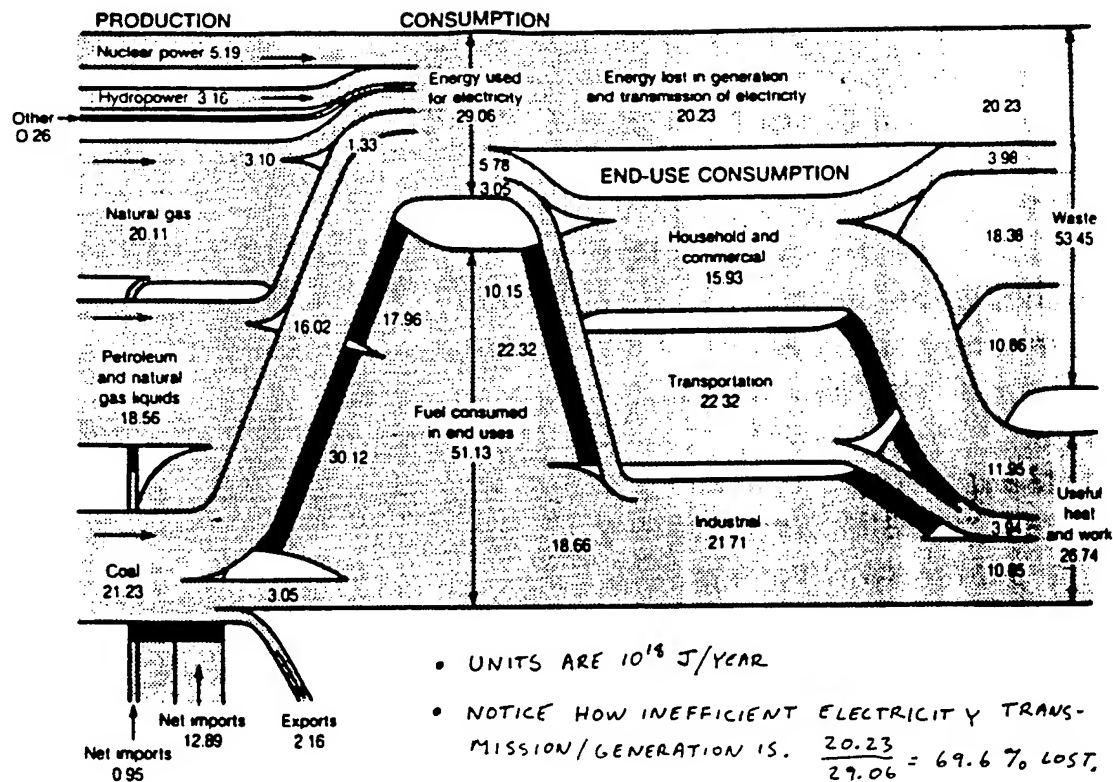 PRODUCTION
CONSUMPTION
Nuclear power 5.19
Hydropower 3.16
Other
0.26
3.10
1.33
Natural gas
20.11
16.02
Petroleum
and natural
gas liquids
18.56
17.96
30.12
Coal
21.23
3.05
Net imports
0.95
Net imports
12.89
Exports
2.16
Energy used
for electricity
29.06
5.78
3.05
10.15
22.32
Fuel consumed
in end uses
51.13
18.66
Energy lost in generation
and transmission of electricity
20.23
END-USE CONSUMPTION
Household and
commercial
15.93
Transportation
22.32
Industrial
21.71
20.23
3.98
18.38
10.86
11.95
3.94
10.85
Waste
53.45
Useful
heat
and work
26.74
• UNITS ARE 10¹⁸ J/YEAR
• NOTICE HOW INEFFICIENT ELECTRICITY TRANS-
MISSION/GENERATION IS. 20.23/29.06 = 69.6 % LOST.